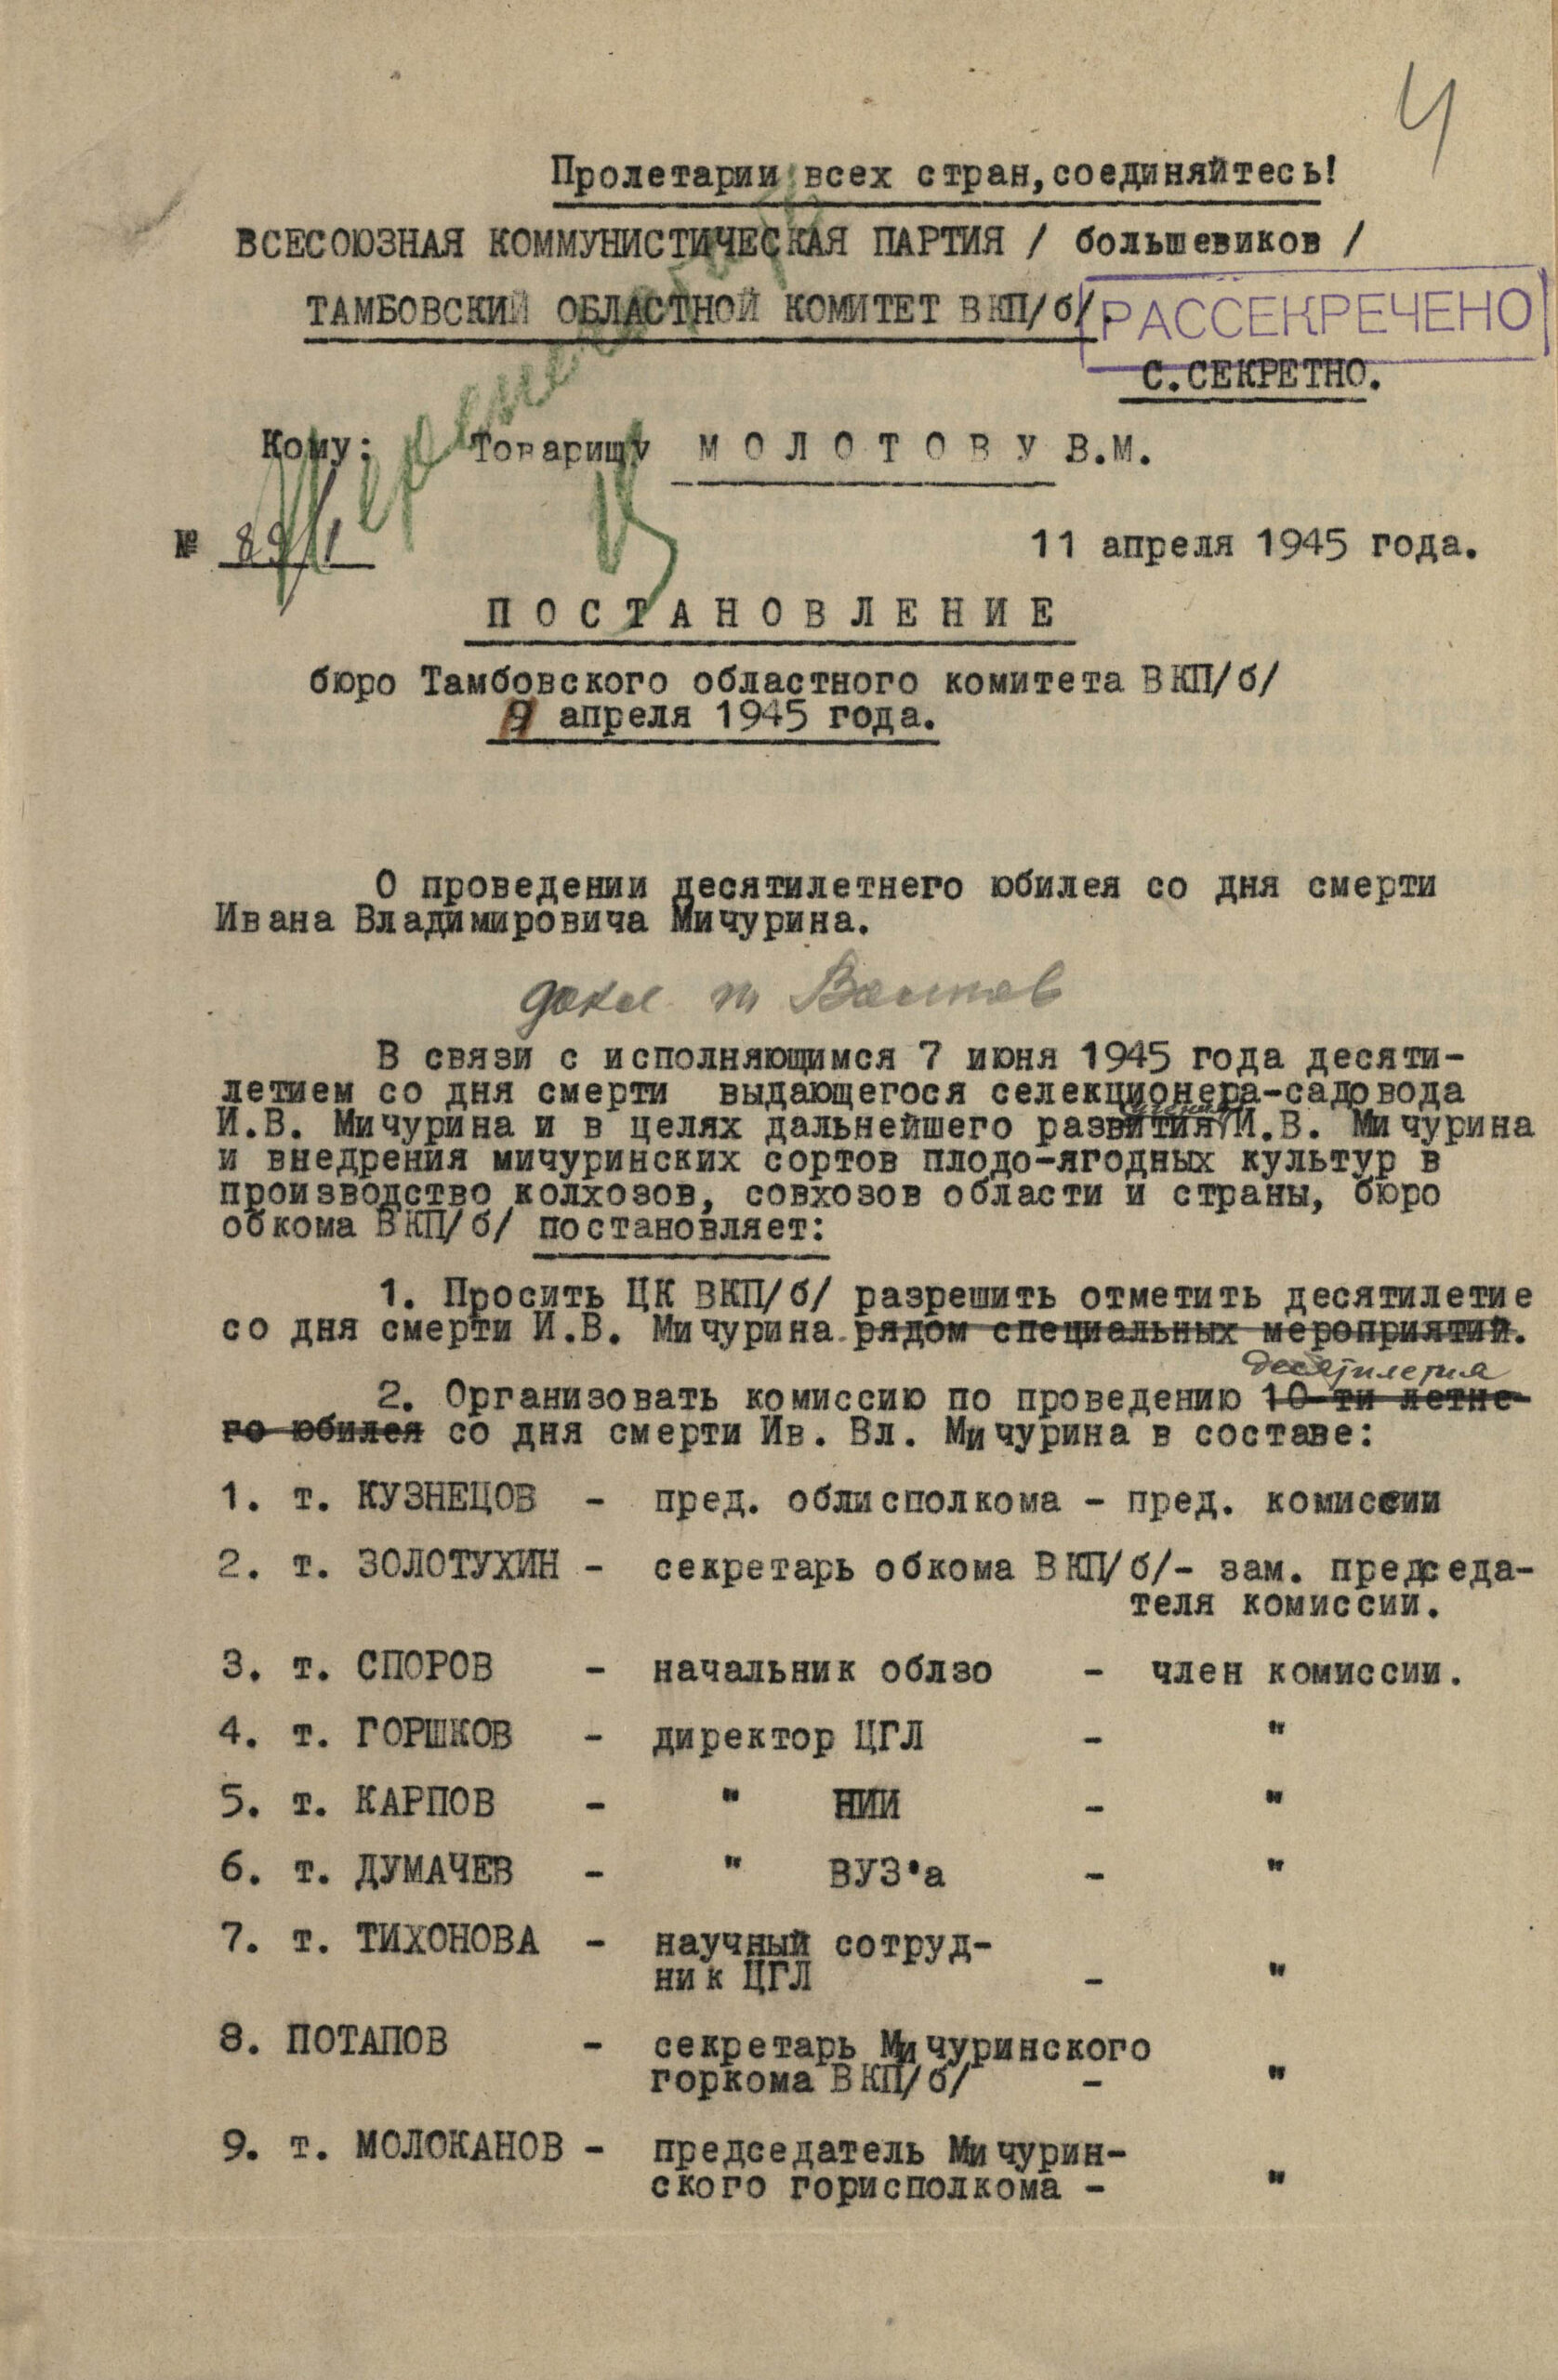 4
Пролетарии всех стран,соединяйтесь!
ВСЕСОЮЗНАЯ КОММУНИСТИЧЕСКАЯ ПАРТИЯ / большевиков /
ТАМБОВСКИЙ ОБЛАСТНОЙ КОМИТЕТ ВКП/б/.
РАССЕКРЕЧЕНО
С.СЕКРЕТНО.
Кому: Товарищу М О Л О Т О В У В.М.
№ 89/1 11 апреля 1945 года.
П О С Т А Н О В Л Е Н И Е
бюро Тамбовского областного комитета ВКП/б/
9 апреля 1945 года.
О проведении десятилетнего юбилея со дня смерти
Ивана Владимировича Мичурина.
докл. т
В связи с исполняющимся 7 июня 1945 года десяти-
летием со дня смерти выдающегося селекционера-садовода
И.В. Мичурина и в целях дальнейшего развития И.В. Мичурина
и внедрения мичуринских сортов плодо-ягодных культур в
производство колхозов, совхозов области и страны, бюро
обкома ВКП/б/ постановляет:
1. Просить ЦК ВКП/б/ разрешить отметить десятилетие
со дня смерти И.В. Мичурина рядом специальных мероприятий.
десятилетия
2. Организовать комиссию по проведению 10-ти летне-
го юбилея со дня смерти Ив. Вл. Мичурина в составе:
1. т. КУЗНЕЦОВ - пред. облисполкома - пред. комиссии
2. т. ЗОЛОТУХИН - секретарь обкома ВКП/б/- зам. председа-
теля комиссии.
3. т. СПОРОВ - начальник облзо - член комиссии.
4. т. ГОРШКОВ - директор ЦГЛ - "
5. т. КАРПОВ - " НИИ - "
6. т. ДУМАЧЕВ - " ВУЗ'а - "
7. т. ТИХОНОВА - научный сотруд-
ник ЦГЛ - "
8. ПОТАПОВ - секретарь Мичуринского
горкома ВКП/б/ - "
9. т. МОЛОКАНОВ - председатель Мичурин-
ского горисполкома - "